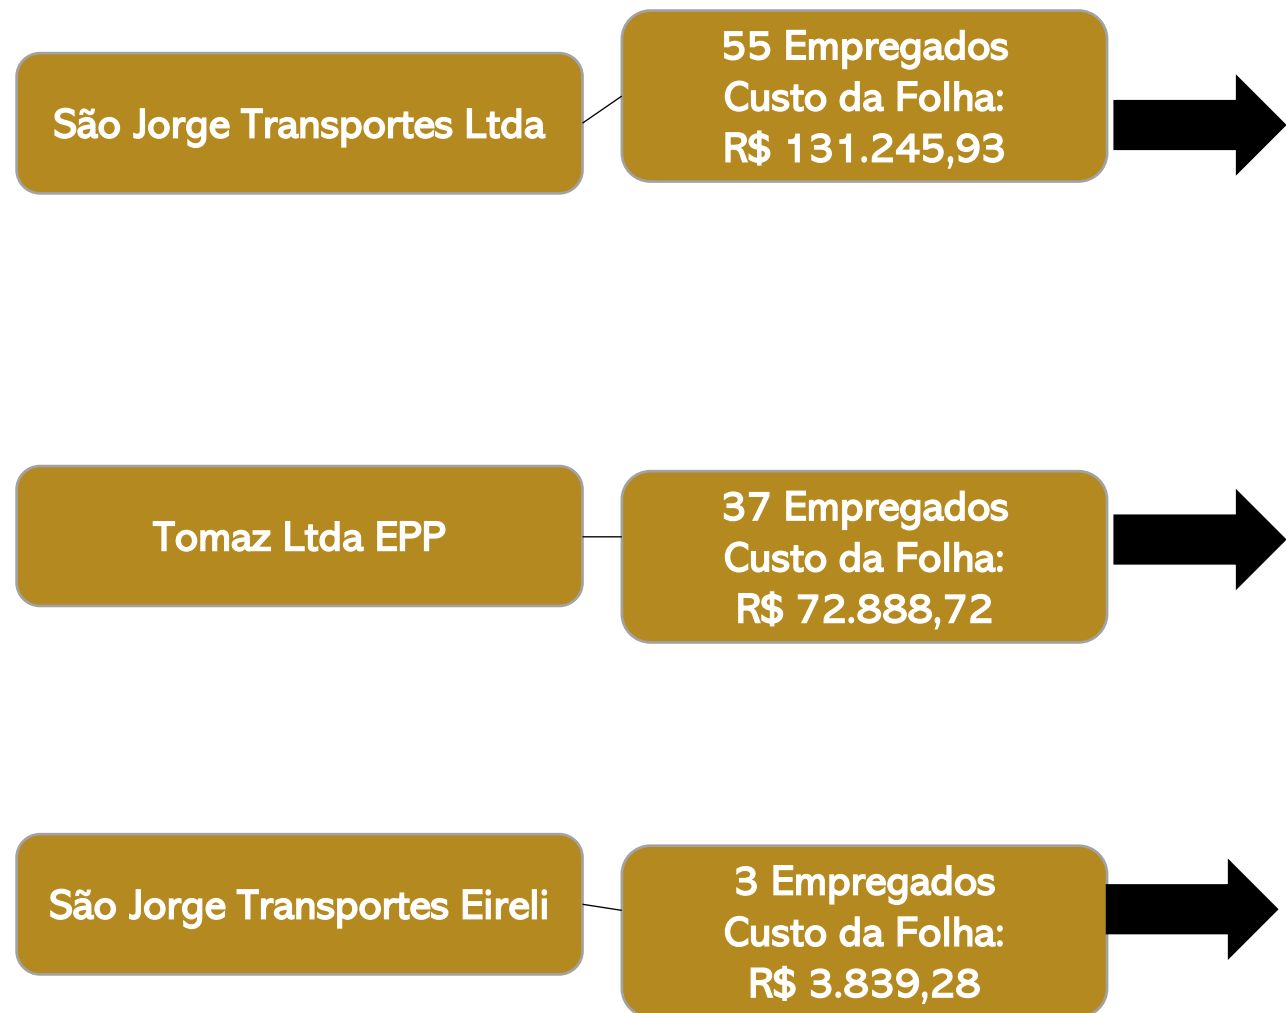 São Jorge Transportes Ltda
55 Empregados
Custo da Folha:
R$ 131.245,93
Tomaz Ltda EPP
37 Empregados
Custo da Folha:
R$ 72.888,72
São Jorge Transportes Eireli
3 Empregados
Custo da Folha:
R$ 3.839,28